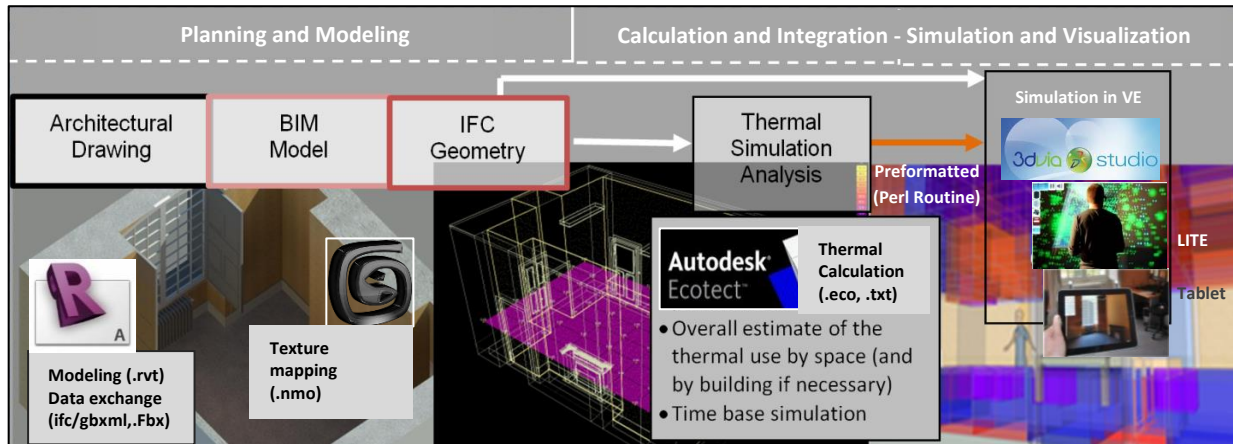 Planning and Modeling
Calculation and Integration - Simulation and Visualization
Architectural
Drawing
BIM
Model
IFC
Geometry
Thermal
Simulation
Analysis
Simulation in VE
3dvia studio
Preformatted
(Perl Routine)
LITE
Tablet
R
A
Modeling (.rvt)
Data exchange
(ifc/gbxml,.Fbx)
Texture
mapping
(.nmo)
Autodesk®
Ecotect™
Thermal
Calculation
(.eco, .txt)
• Overall estimate of the
thermal use by space (and
by building if necessary)
• Time base simulation